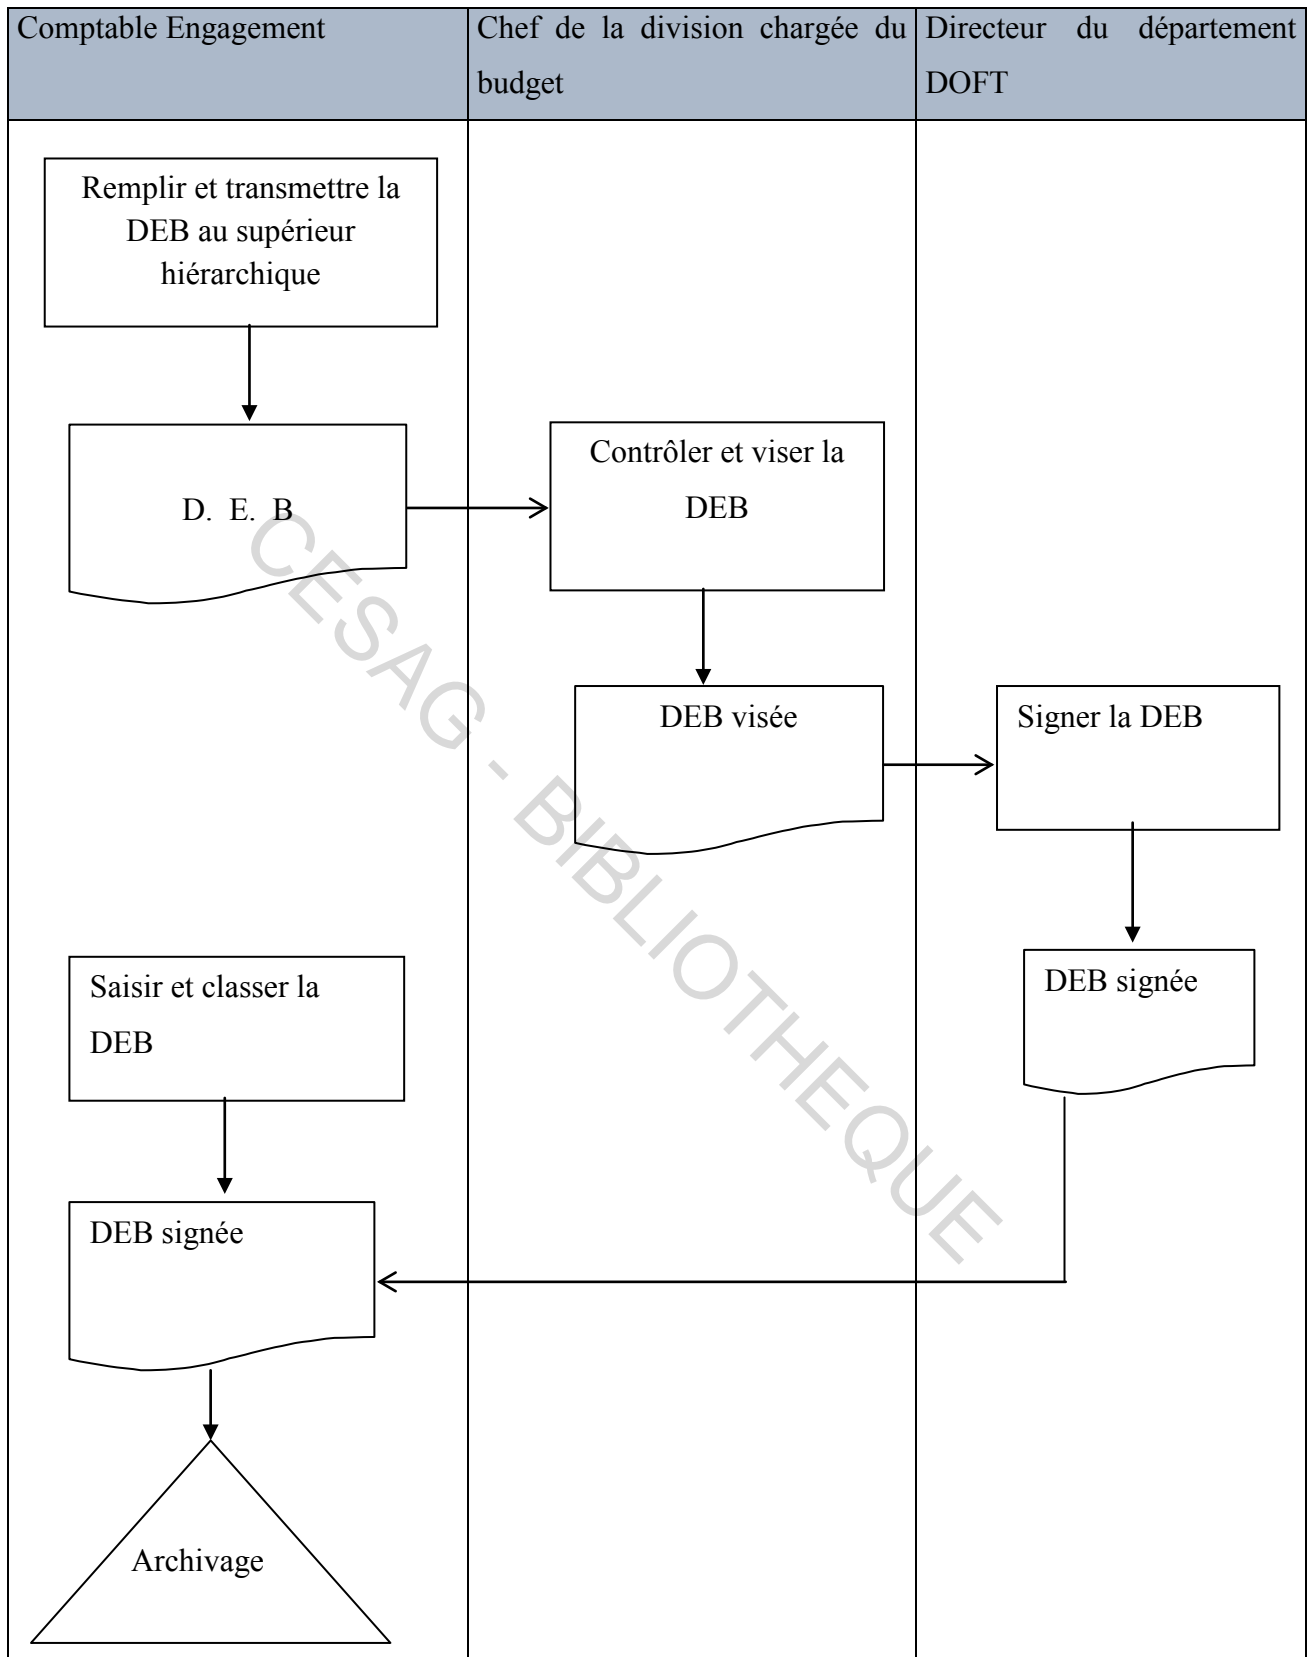 Comptable Engagement
Chef de la division chargée du
budget
Directeur du département
DOFT
Remplir et transmettre la
DEB au supérieur
hiérarchique
D. E. B
Contrôler et viser la
DEB
DEB visée
Signer la DEB
DEB signée
Saisir et classer la
DEB
DEB signée
Archivage
CESAG - BIBLIOTHEQUE